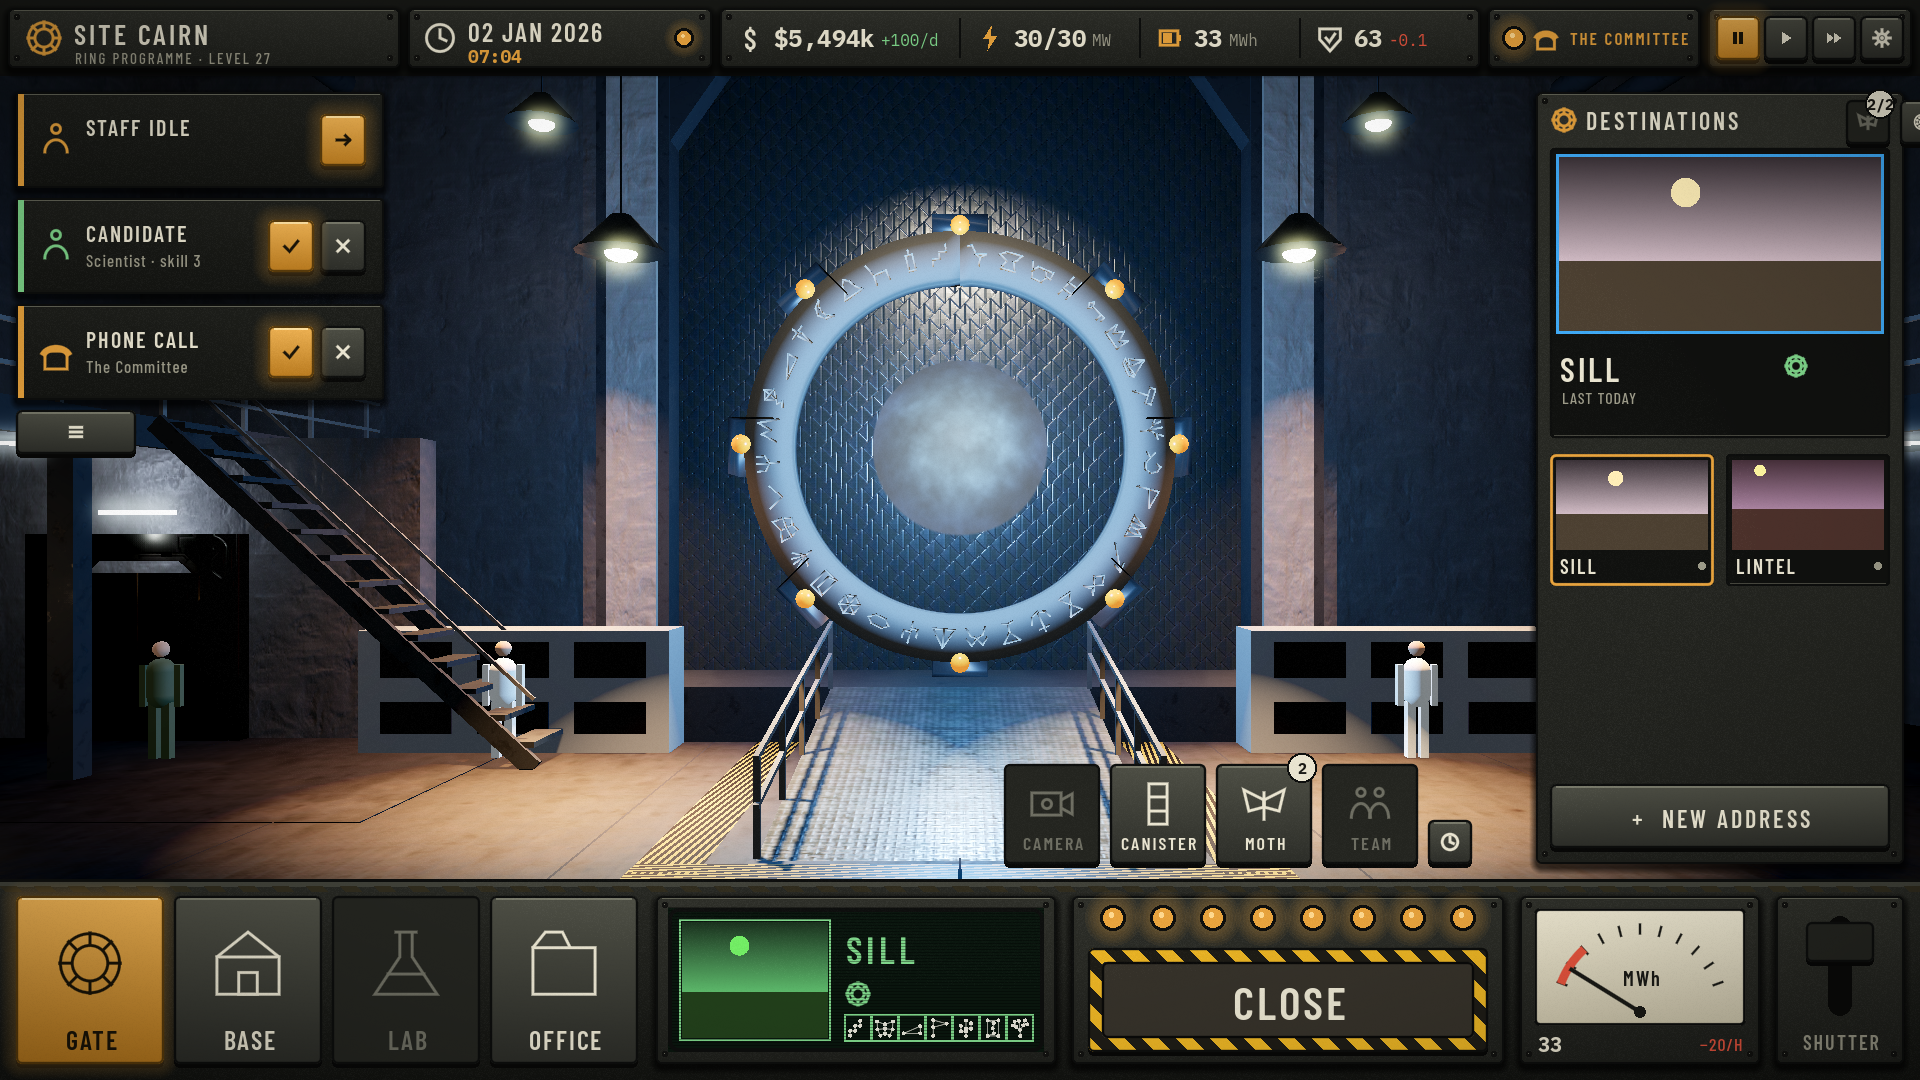 SITE CAIRN
RING PROGRAMME · LEVEL 27
02 JAN 2026
07:04
$ $5,494k +100/d
30/30 MW
33 MWh
63 -0.1
THE COMMITTEE
STAFF IDLE
CANDIDATE
Scientist · skill 3
PHONE CALL
The Committee
DESTINATIONS
2/2
SILL
LAST TODAY
SILL
LINTEL
+ NEW ADDRESS
CAMERA
CANISTER
2
MOTH
TEAM
GATE
BASE
LAB
OFFICE
SILL
CLOSE
MWh
33
-20/H
SHUTTER